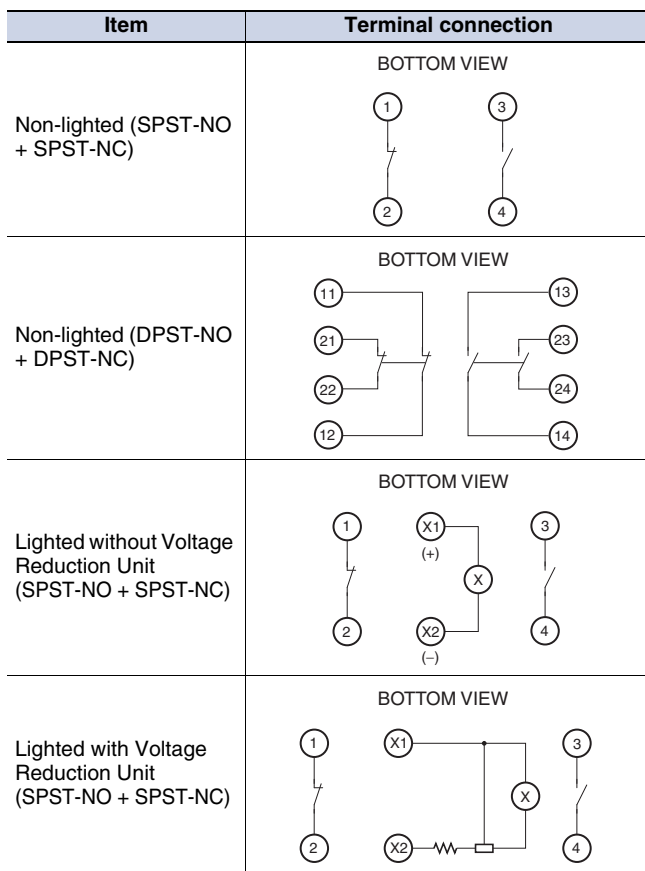 Item Terminal connection
Non-lighted (SPST-NO
+ SPST-NC)
BOTTOM VIEW
1 3
2 4
Non-lighted (DPST-NO
+ DPST-NC)
BOTTOM VIEW
11 13
21 23
22 24
12 14
Lighted without Voltage
Reduction Unit
(SPST-NO + SPST-NC)
BOTTOM VIEW
1 X1 3
(+)
X
2 X2 4
(−)
Lighted with Voltage
Reduction Unit
(SPST-NO + SPST-NC)
BOTTOM VIEW
1 X1 3
X
2 X2 4